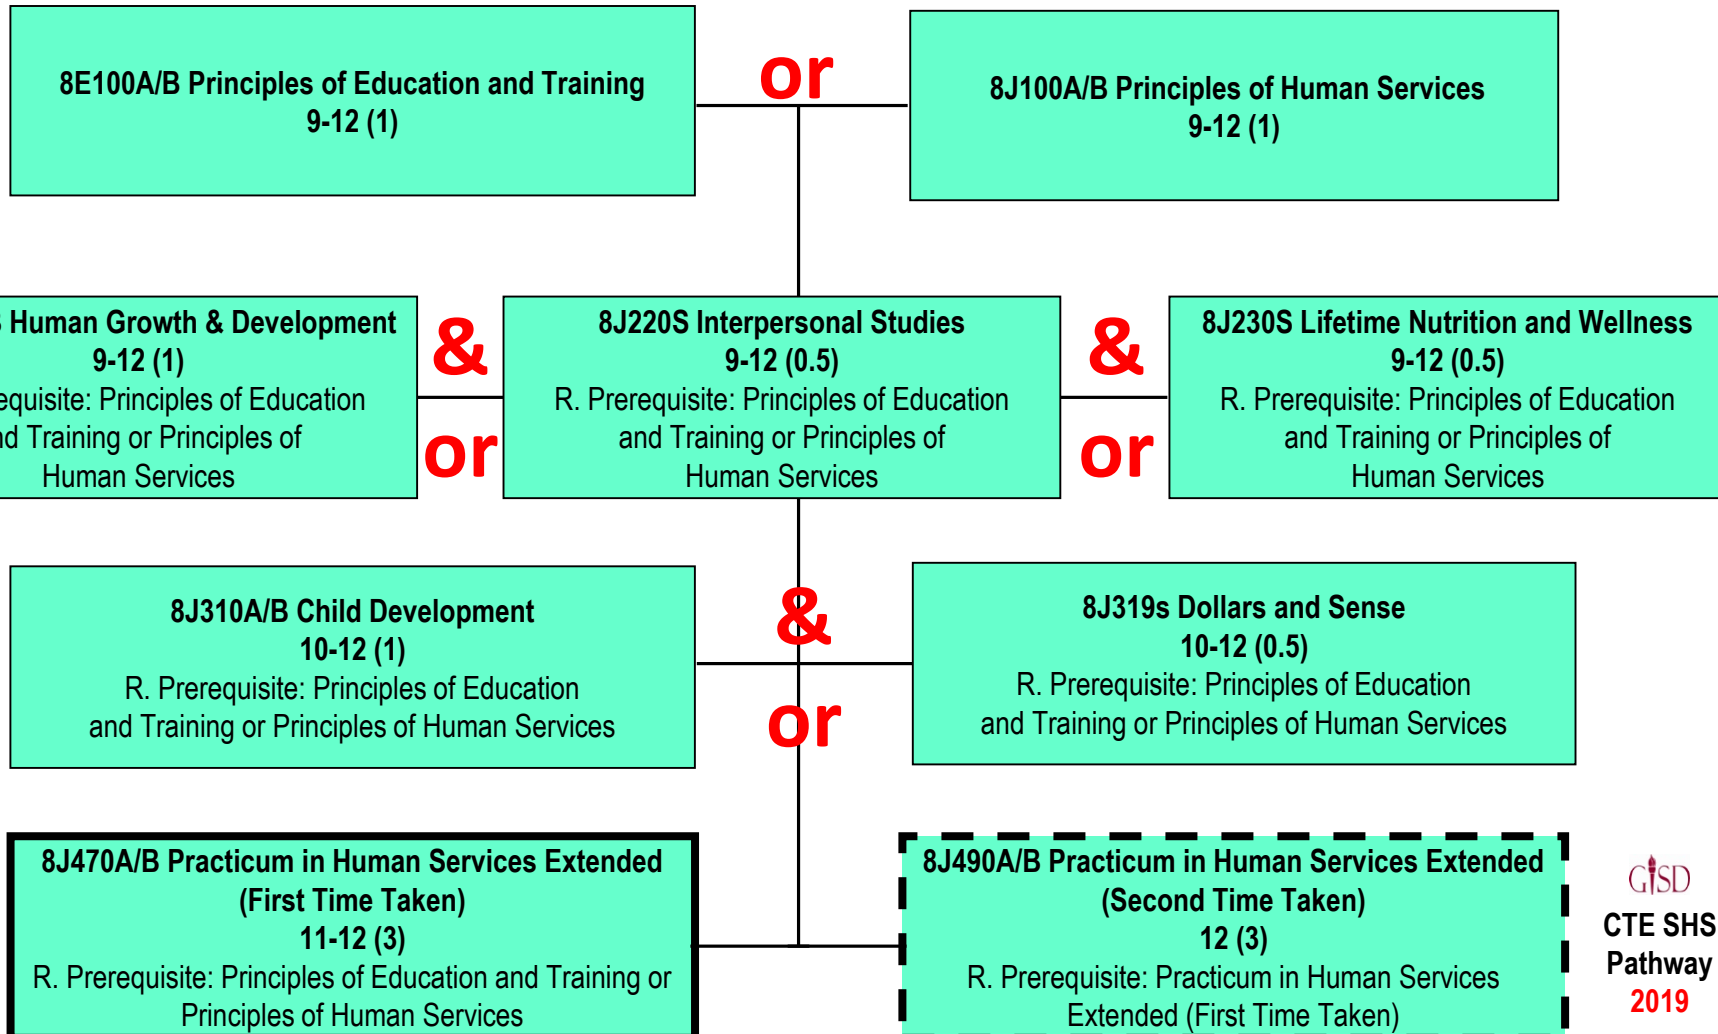 8E100A/B Principles of Education and Training
9-12 (1)
or
8J100A/B Principles of Human Services
9-12 (1)
Human Growth & Development
9-12 (1)
equisite: Principles of Education
nd Training or Principles of
Human Services
&
or
8J220S Interpersonal Studies
9-12 (0.5)
R. Prerequisite: Principles of Education
and Training or Principles of
Human Services
&
or
8J230S Lifetime Nutrition and Wellness
9-12 (0.5)
R. Prerequisite: Principles of Education
and Training or Principles of
Human Services
8J310A/B Child Development
10-12 (1)
R. Prerequisite: Principles of Education
and Training or Principles of Human Services
&
or
8J319s Dollars and Sense
10-12 (0.5)
R. Prerequisite: Principles of Education
and Training or Principles of Human Services
8J470A/B Practicum in Human Services Extended
(First Time Taken)
11-12 (3)
R. Prerequisite: Principles of Education and Training or
Principles of Human Services
8J490A/B Practicum in Human Services Extended
(Second Time Taken)
12 (3)
R. Prerequisite: Practicum in Human Services
Extended (First Time Taken)
GISD
CTE SHS
Pathway
2019